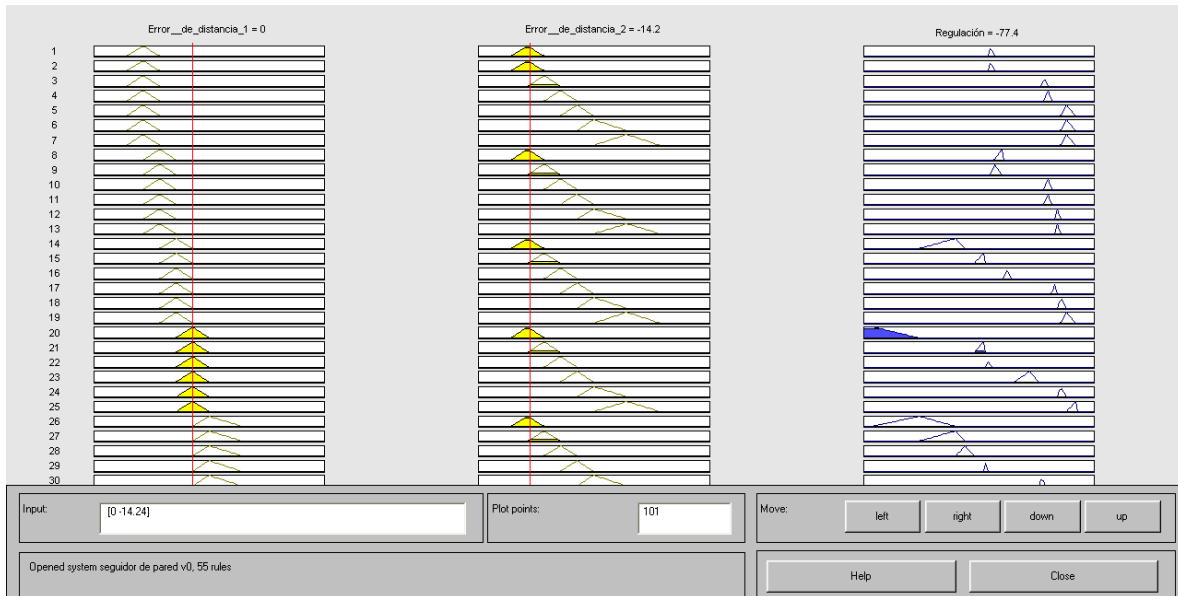 Error__de_distancia_1 = 0
Error__de_distancia_2 = -14.2
Regulación = -77.4
1
2
3
4
5
6
7
8
9
10
11
12
13
14
15
16
17
18
19
20
21
22
23
24
25
26
27
28
29
30
Input:
[0 -14.24]
Plot points:
101
Move:
left
right
down
up
Opened system seguidor de pared v0, 55 rules
Help
Close